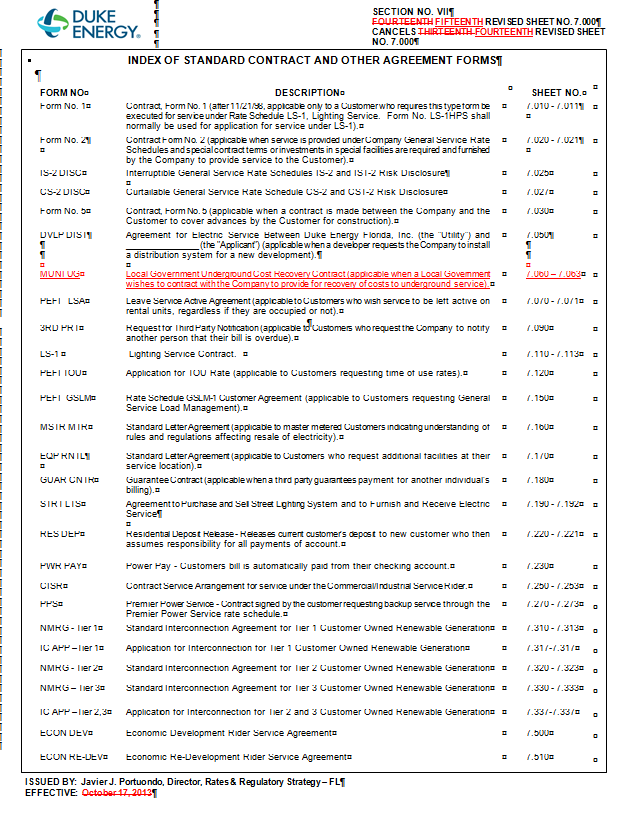 DUKE
ENERGY.
SECTION NO. VII¶
FOURTEENTH FIFTEENTH REVISED SHEET NO. 7.000¶
CANCELS THIRTEENTH FOURTEENTH REVISED SHEET
NO. 7.000¶
INDEX OF STANDARD CONTRACT AND OTHER AGREEMENT FORMS¶
¶
FORM NO¤ DESCRIPTION¤ SHEET NO.¤
Form No. 1¤ Contract, Form No. 1 (after 11/21/98, applicable only to a Customer who requires this type form be ¤ 7.010 - 7.011¶
executed for service under Rate Schedule LS-1, Lighting Service. Form No. LS-1HPS shall ¤
normally be used for application for service under LS-1).¤
Form No. 2¶ Contract Form No. 2 (applicable when service is provided under Company General Service Rate ¤ 7.020 - 7.021¶
¤ Schedules and special contract terms or investments in special facilities are required and furnished ¤
by the Company to provide service to the Customer).¤
IS-2 DISC¤ Interruptible General Service Rate Schedules IS-2 and IST-2 Risk Disclosure¶ ¤ 7.025¤
¤
CS-2 DISC¤ Curtailable General Service Rate Schedule CS-2 and CST-2 Risk Disclosure¤ ¤ 7.027¤
Form No. 5¤ Contract, Form No. 5 (applicable when a contract is made between the Company and the ¤ 7.030¤
Customer to cover advances by the Customer for construction).¤
DVLP DIST¶ Agreement for Electric Service Between Duke Energy Florida, Inc. (the "Utility") and ¤ 7.050¶
¶ ______________ (the "Applicant") (applicable when a developer requests the Company to install ¶
¶ a distribution system for a new development).¶ ¶
¤ ¤ ¤
MUNI UG¤ Local Government Underground Cost Recovery Contract (applicable when a Local Government ¤ 7.060 – 7.063¤
wishes to contract with the Company to provide for recovery of costs to underground service).¤
PEFI LSA¤ Leave Service Active Agreement (applicable to Customers who wish service to be left active on ¤ 7.070 - 7.071¤
rental units, regardless if they are occupied or not).¤
¶
3RD PRT¤ Request for Third Party Notification (applicable to Customers who request the Company to notify ¤ 7.090¤
another person that their bill is overdue).¤
LS-1 ¤ Lighting Service Contract. ¤ ¤ 7.110 - 7.113¤
PEFI TOU¤ Application for TOU Rate (applicable to Customers requesting time of use rates).¤ ¤ 7.120¤
PEFI GSLM¤ Rate Schedule GSLM-1 Customer Agreement (applicable to Customers requesting General ¤ 7.150¤
Service Load Management).¤
MSTR MTR¤ Standard Letter Agreement (applicable to master metered Customers indicating understanding of ¤ 7.160¤
rules and regulations affecting resale of electricity).¤
EQP RNTL¶ Standard Letter Agreement (applicable to Customers who request additional facilities at their ¤ 7.170¤
¤ service location).¤
GUAR CNTR¤ Guarantee Contract (applicable when a third party guarantees payment for another individual's ¤ 7.180¤
billing).¤
STRT LTS¤ Agreement to Purchase and Sell Street Lighting System and to Furnish and Receive Electric ¤ 7.190 - 7.192¤
Service¶
¤
RES DEP¤ Residential Deposit Release - Releases current customer's deposit to new customer who then ¤ 7.220 - 7.221¤
assumes responsibility for all payments of account.¤
PWR PAY¤ Power Pay - Customers bill is automatically paid from their checking account.¤ ¤ 7.230¤
CISR¤ Contract Service Arrangement for service under the Commercial/Industrial Service Rider.¤ ¤ 7.250 - 7.253¤
PPS¤ Premier Power Service - Contract signed by the customer requesting backup service through the ¤ 7.270 - 7.273¤
Premier Power Service rate schedule.¤
NMRG - Tier 1¤ Standard Interconnection Agreement for Tier 1 Customer Owned Renewable Generation¤ ¤ 7.310 - 7.313¤
IC APP –Tier 1¤ Application for Interconnection for Tier 1 Customer Owned Renewable Generation¤ ¤ 7.317-7.317¤
NMRG - Tier 2¤ Standard Interconnection Agreement for Tier 2 Customer Owned Renewable Generation¤ ¤ 7.320 - 7.323¤
NMRG – Tier 3¤ Standard Interconnection Agreement for Tier 3 Customer Owned Renewable Generation¤ ¤ 7.330 - 7.333¤
IC APP –Tier 2,3¤ Application for Interconnection for Tier 2 and 3 Customer Owned Renewable Generation¤ ¤ 7.337-7.337¤
ECON DEV¤ Economic Development Rider Service Agreement¤ ¤ 7.500¤
ECON RE-DEV¤ Economic Re-Development Rider Service Agreement¤ ¤ 7.510¤
ISSUED BY: Javier J. Portuondo, Director, Rates & Regulatory Strategy – FL¶
EFFECTIVE: October 17, 2013¶